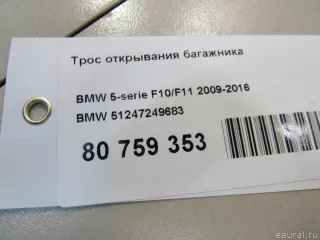 Трос открывания багажника
BMW 5-serie F10/F11 2009-2016
BMW 51247249683
80 759 353
eaural.ru